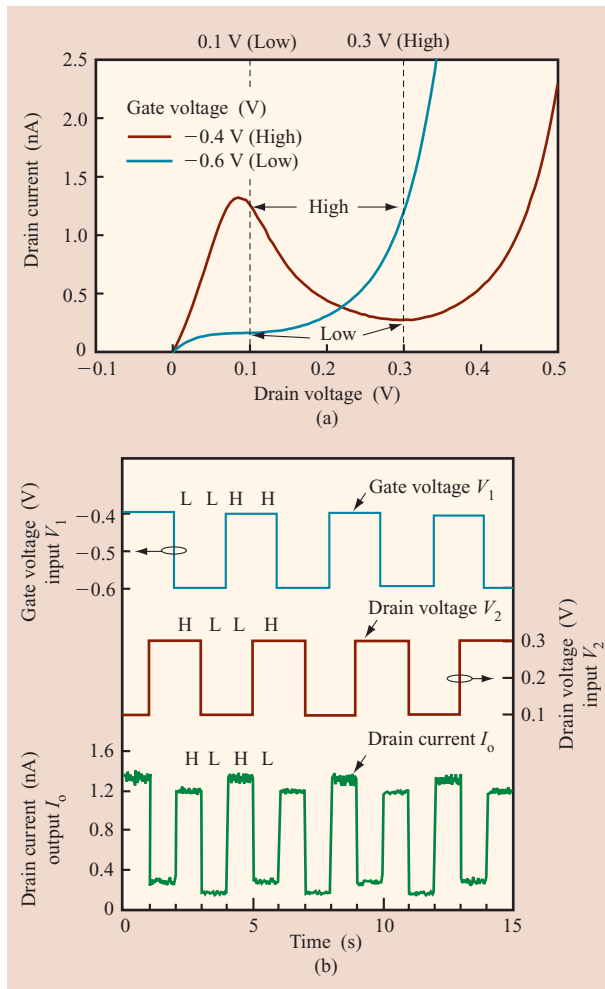 0.1 V (Low) 0.3 V (High)
2.5
2.0
1.5
1.0
0.5
0
Drain current (nA)
Gate voltage (V)
−0.4 V (High)
−0.6 V (Low)
High
Low
−0.1 0 0.1 0.2 0.3 0.4 0.5
Drain voltage (V)
(a)
Gate voltage (V)
input V1
−0.4
−0.5
−0.6
L L H H
Gate voltage V1
H L L H
Drain voltage V2
0.3
0.2
0.1
Drain voltage (V)
input V2
Drain current (nA)
output Io
1.6
1.2
0.8
0.4
0
H L H L
Drain current Io
0 5 10 15
Time (s)
(b)